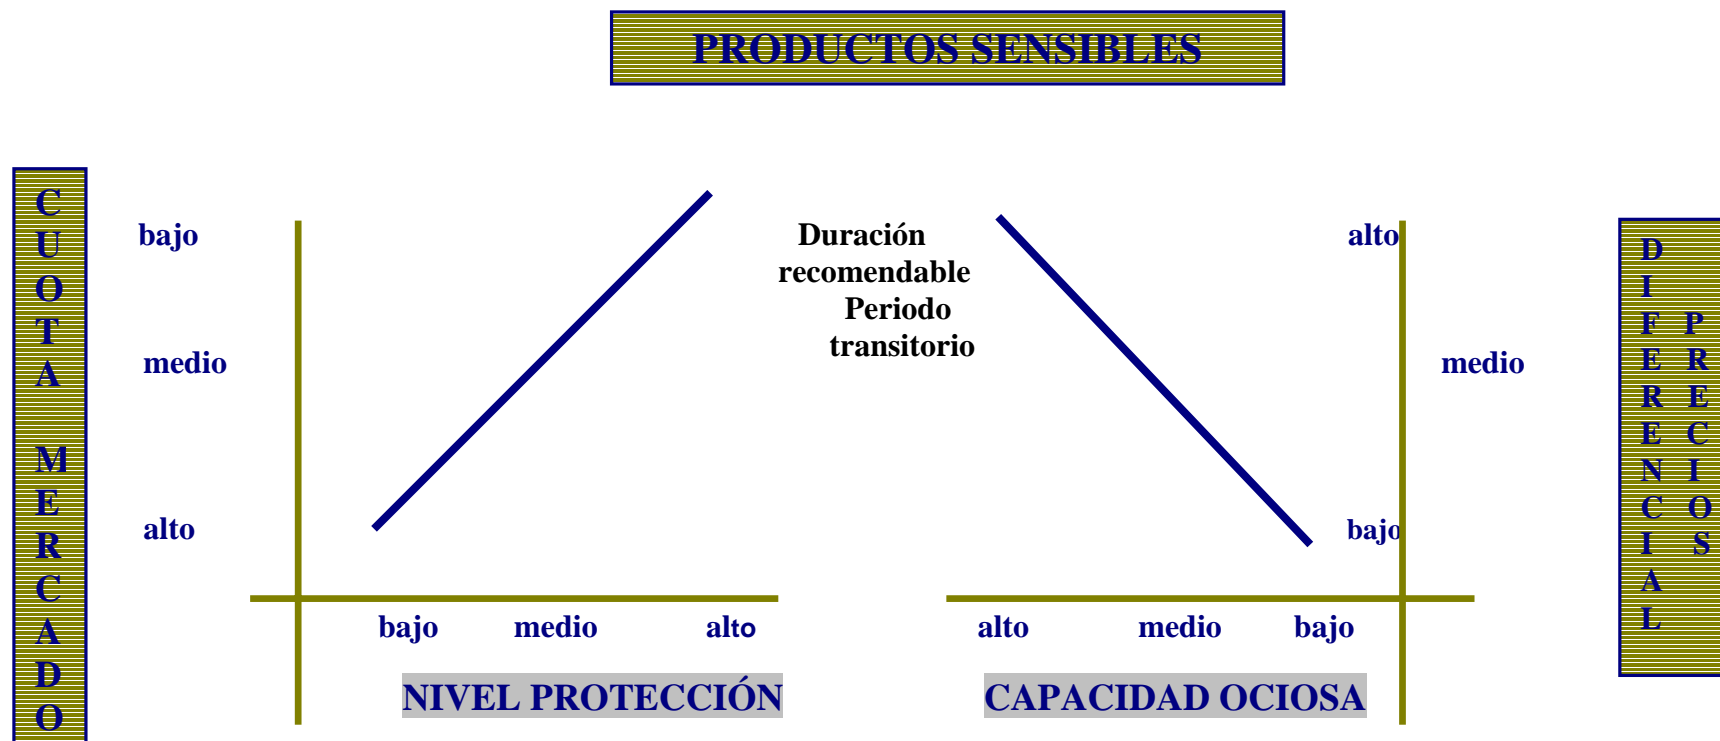 PRODUCTOS SENSIBLES
CUOTA MERCADO
bajo
medio
alto
Duración
recomendable
Periodo
transitorio
alto
medio
bajo
DIFERENCIAL
PRECIOS
bajo medio alto
alto medio bajo
NIVEL PROTECCIÓN
CAPACIDAD OCIOSA